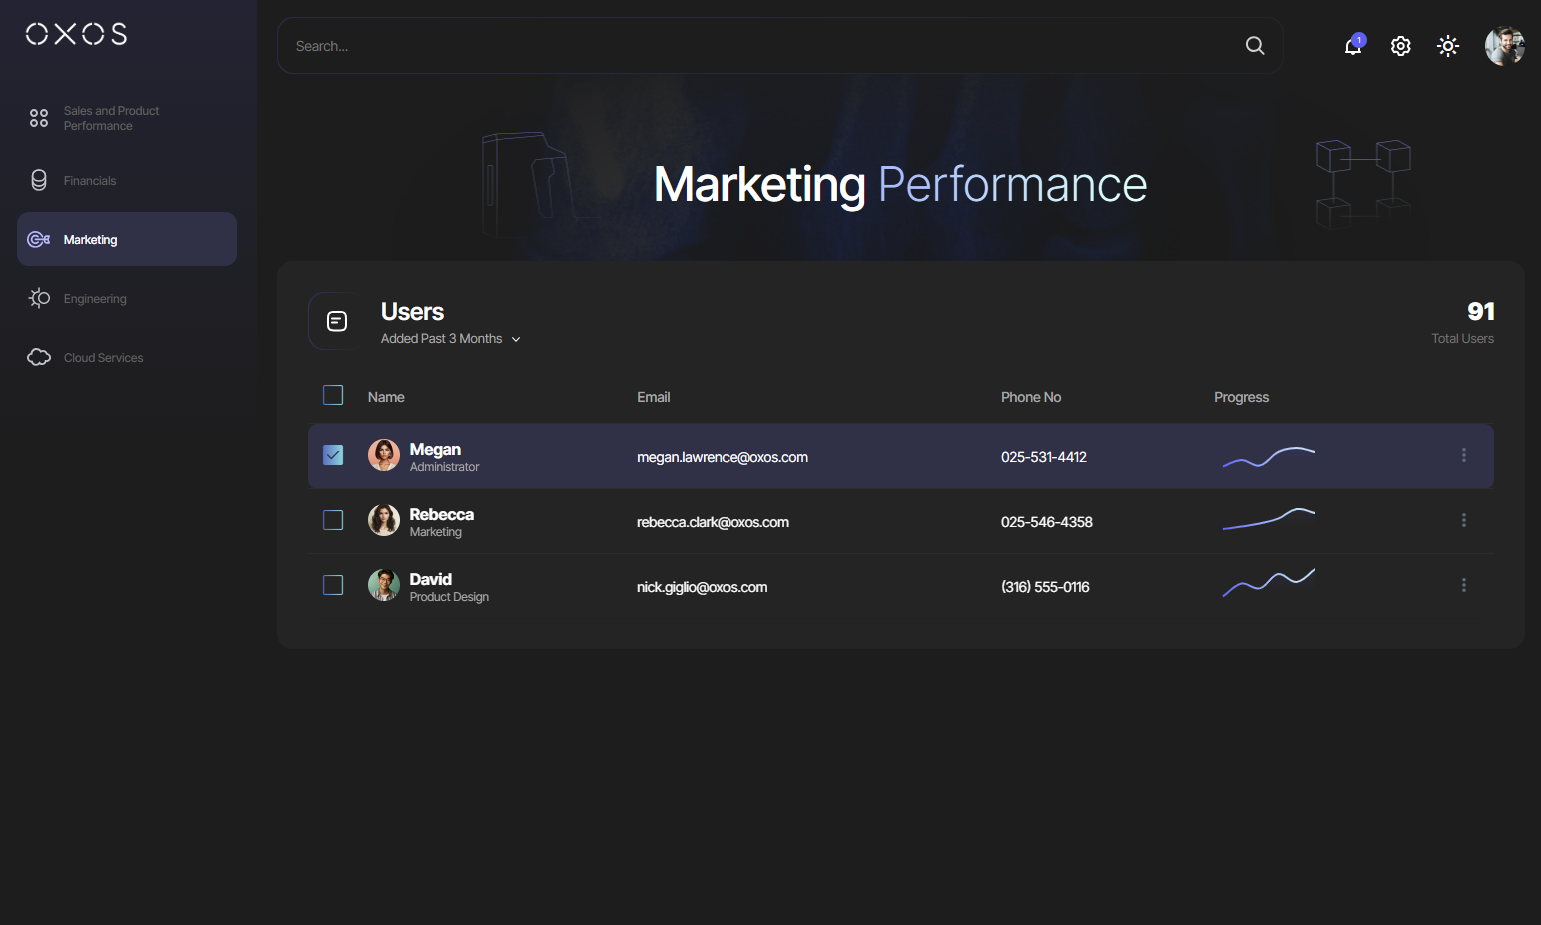 OXOS
Search...
1
Sales and Product
Performance
Financials
Marketing
Engineering
Cloud Services
Marketing Performance
Users
Added Past 3 Months
91
Total Users
Name Email Phone No Progress
Megan
Administrator
megan.lawrence@oxos.com
025-531-4412
Rebecca
Marketing
rebecca.clark@oxos.com
025-546-4358
David
Product Design
nick.giglio@oxos.com
(316) 555-0116